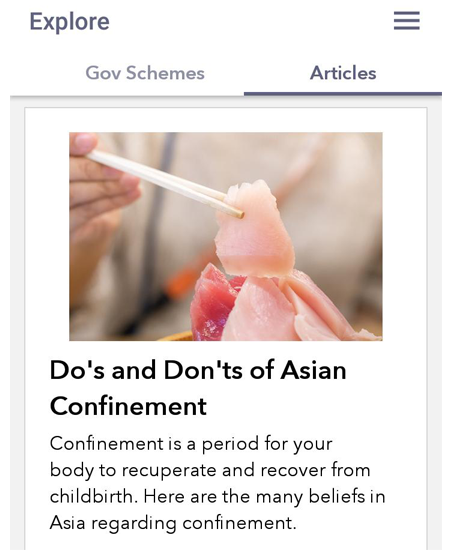 Explore
Gov Schemes
Articles
Do's and Don'ts of Asian
Confinement
Confinement is a period for your
body to recuperate and recover from
childbirth. Here are the many beliefs in
Asia regarding confinement.